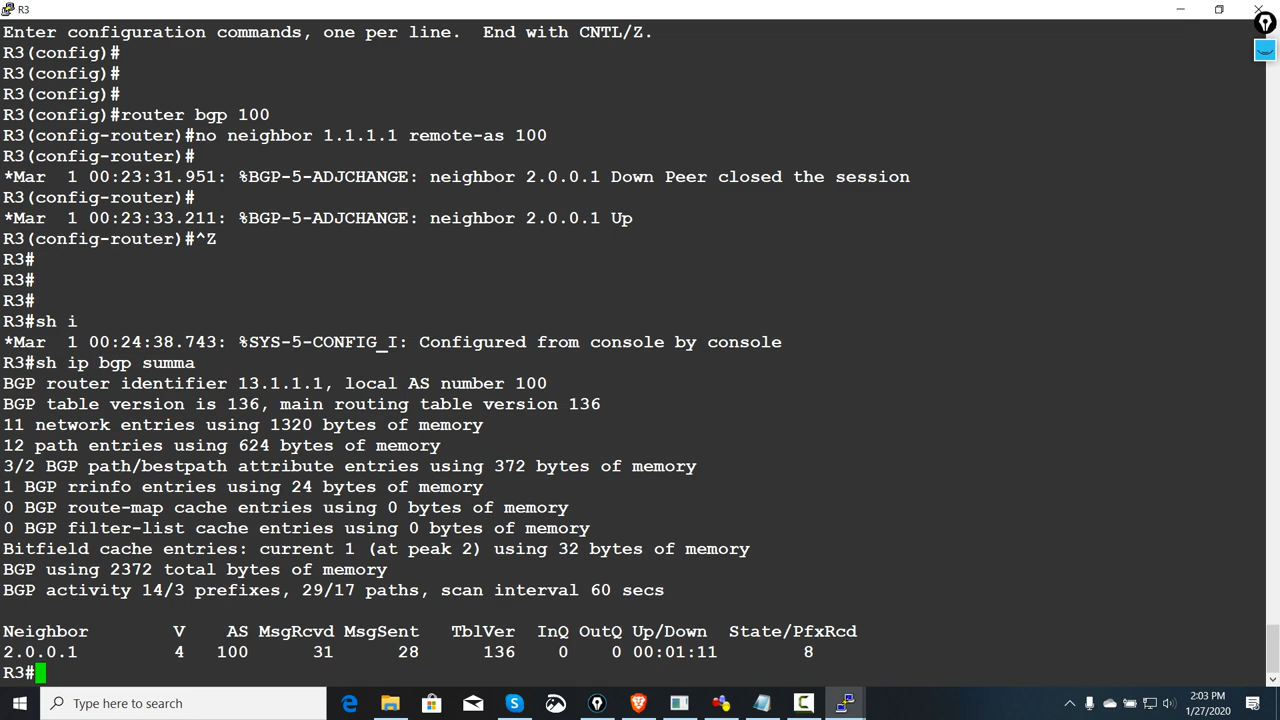 R3
Enter configuration commands, one per line.  End with CNTL/Z.
R3(config)#
R3(config)#
R3(config)#
R3(config)#router bgp 100
R3(config-router)#no neighbor 1.1.1.1 remote-as 100
R3(config-router)#
*Mar  1 00:23:31.951: %BGP-5-ADJCHANGE: neighbor 2.0.0.1 Down Peer closed the session
R3(config-router)#
*Mar  1 00:23:33.211: %BGP-5-ADJCHANGE: neighbor 2.0.0.1 Up
R3(config-router)#^Z
R3#
R3#
R3#
R3#sh i
*Mar  1 00:24:38.743: %SYS-5-CONFIG_I: Configured from console by console
R3#sh ip bgp summa
BGP router identifier 13.1.1.1, local AS number 100
BGP table version is 136, main routing table version 136
11 network entries using 1320 bytes of memory
12 path entries using 624 bytes of memory
3/2 BGP path/bestpath attribute entries using 372 bytes of memory
1 BGP rrinfo entries using 24 bytes of memory
0 BGP route-map cache entries using 0 bytes of memory
0 BGP filter-list cache entries using 0 bytes of memory
Bitfield cache entries: current 1 (at peak 2) using 32 bytes of memory
BGP using 2372 total bytes of memory
BGP activity 14/3 prefixes, 29/17 paths, scan interval 60 secs
Neighbor        V    AS MsgRcvd MsgSent   TblVer  InQ OutQ Up/Down  State/PfxRcd
2.0.0.1         4   100      31      28      136    0    0 00:01:11        8
R3#
Type here to search
2:03 PM
1/27/2020